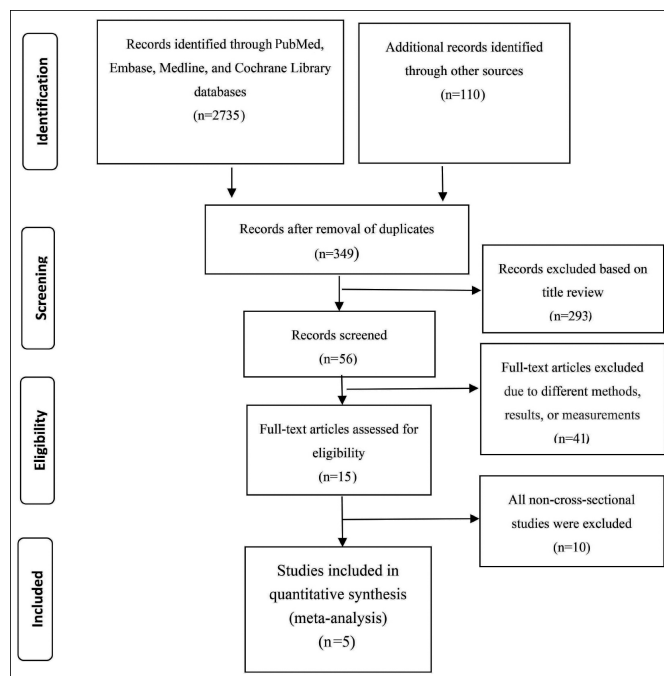 Identification
Records identified through PubMed,
Embase, Medline, and Cochrane Library
databases
(n=2735)
Additional records identified
through other sources
(n=110)
Screening
Records after removal of duplicates
(n=349)
Records excluded based on
title review
(n=293)
Records screened
(n=56)
Eligibility
Full-text articles excluded
due to different methods,
results, or measurements
(n=41)
Full-text articles assessed for
eligibility
(n=15)
All non-cross-sectional
studies were excluded
(n=10)
Included
Studies included in
quantitative synthesis
(meta-analysis)
(n=5)